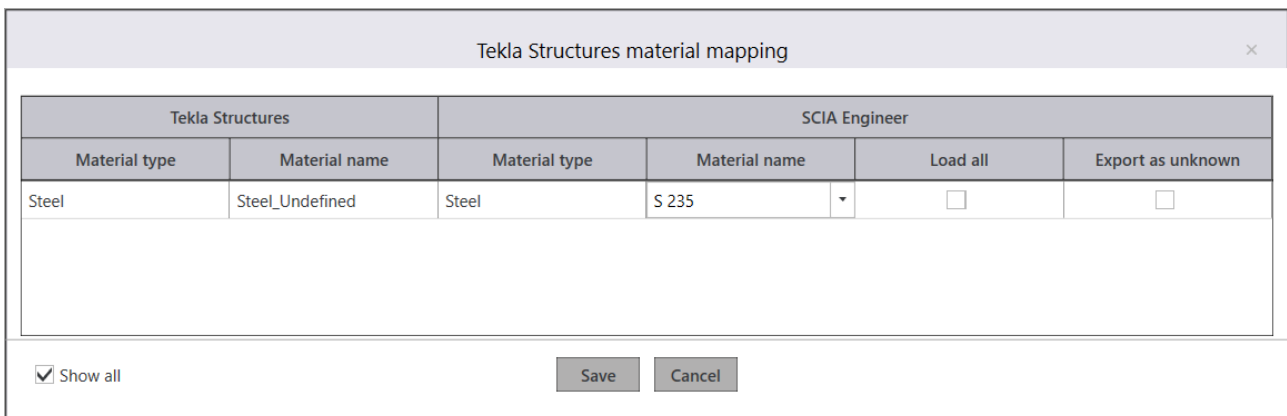 Tekla Structures material mapping
Tekla Structures SCIA Engineer
Material type Material name Material type Material name Load all Export as unknown
Steel Steel_Undefined Steel S 235
Show all Save Cancel